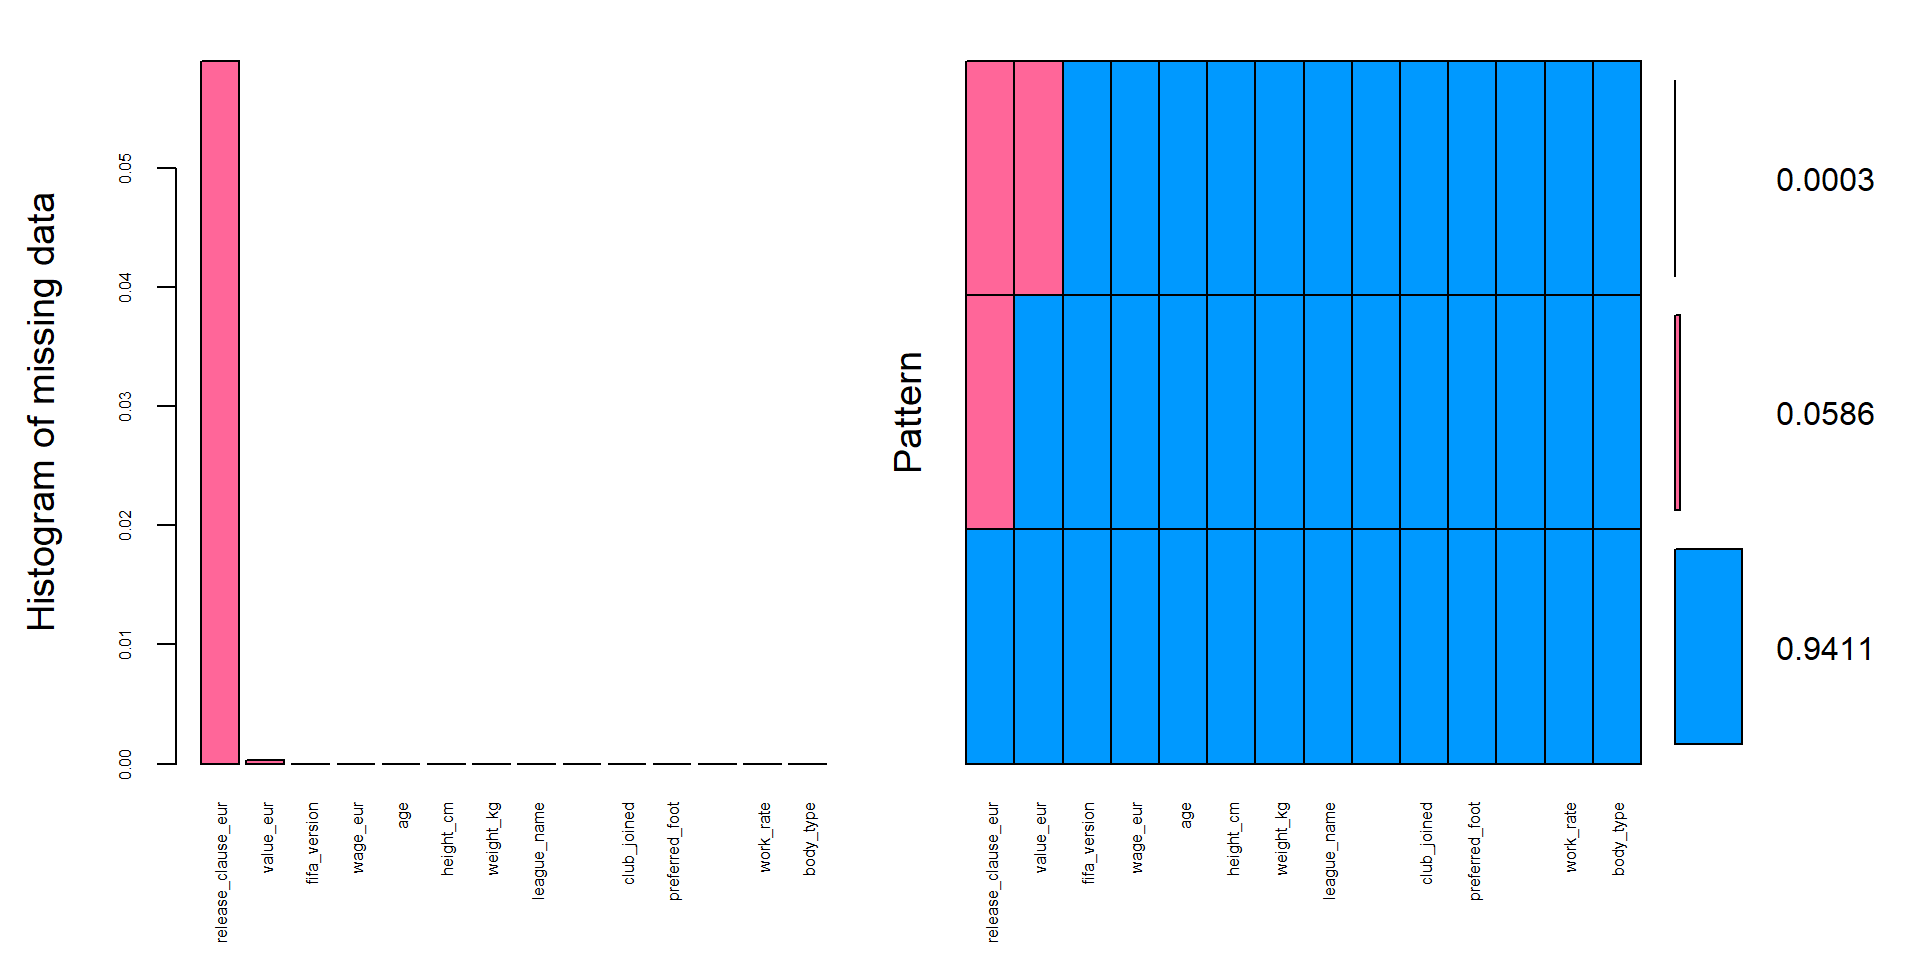 Histogram of missing data
0.05
0.04
0.03
0.02
0.01
0.00
release_clause_eur
value_eur
fifa_version
wage_eur
age
height_cm
weight_kg
league_name
club_joined
preferred_foot
work_rate
body_type
Pattern
0.0003
0.0586
0.9411
release_clause_eur
value_eur
fifa_version
wage_eur
age
height_cm
weight_kg
league_name
club_joined
preferred_foot
work_rate
body_type